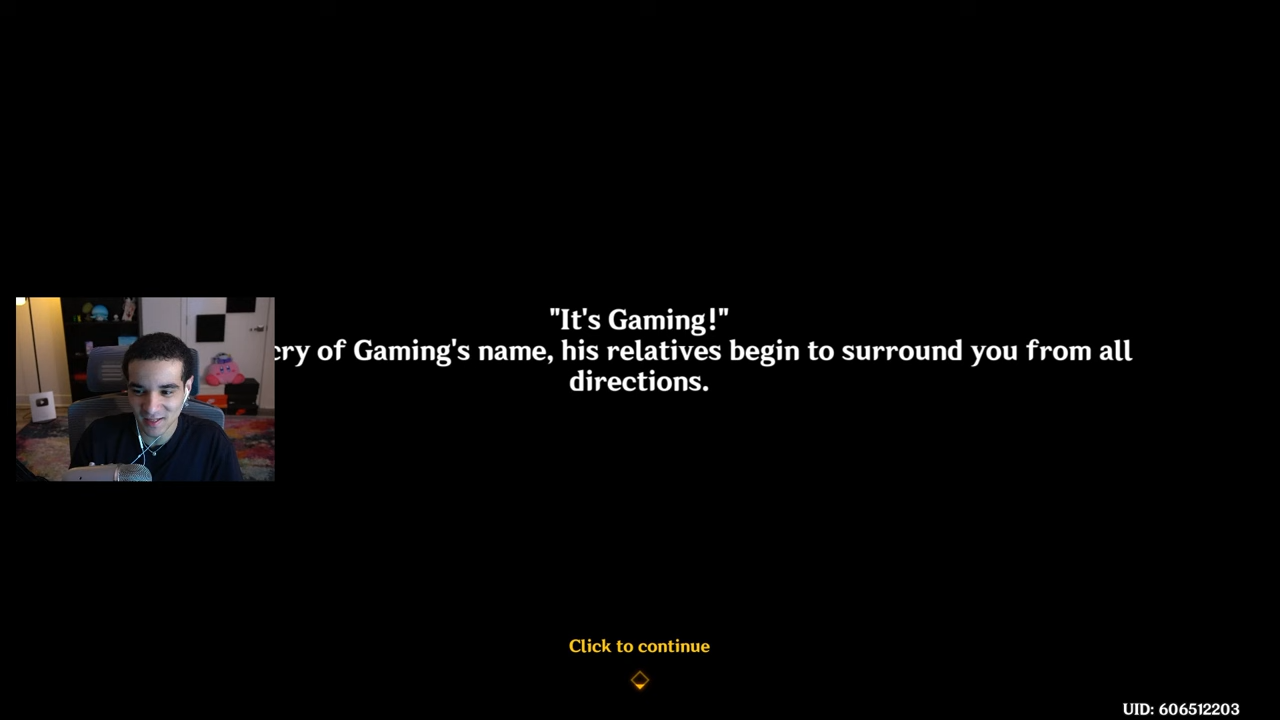 "It's Gaming!"
cry of Gaming's name, his relatives begin to surround you from all
directions.
Click to continue
UID: 606512203